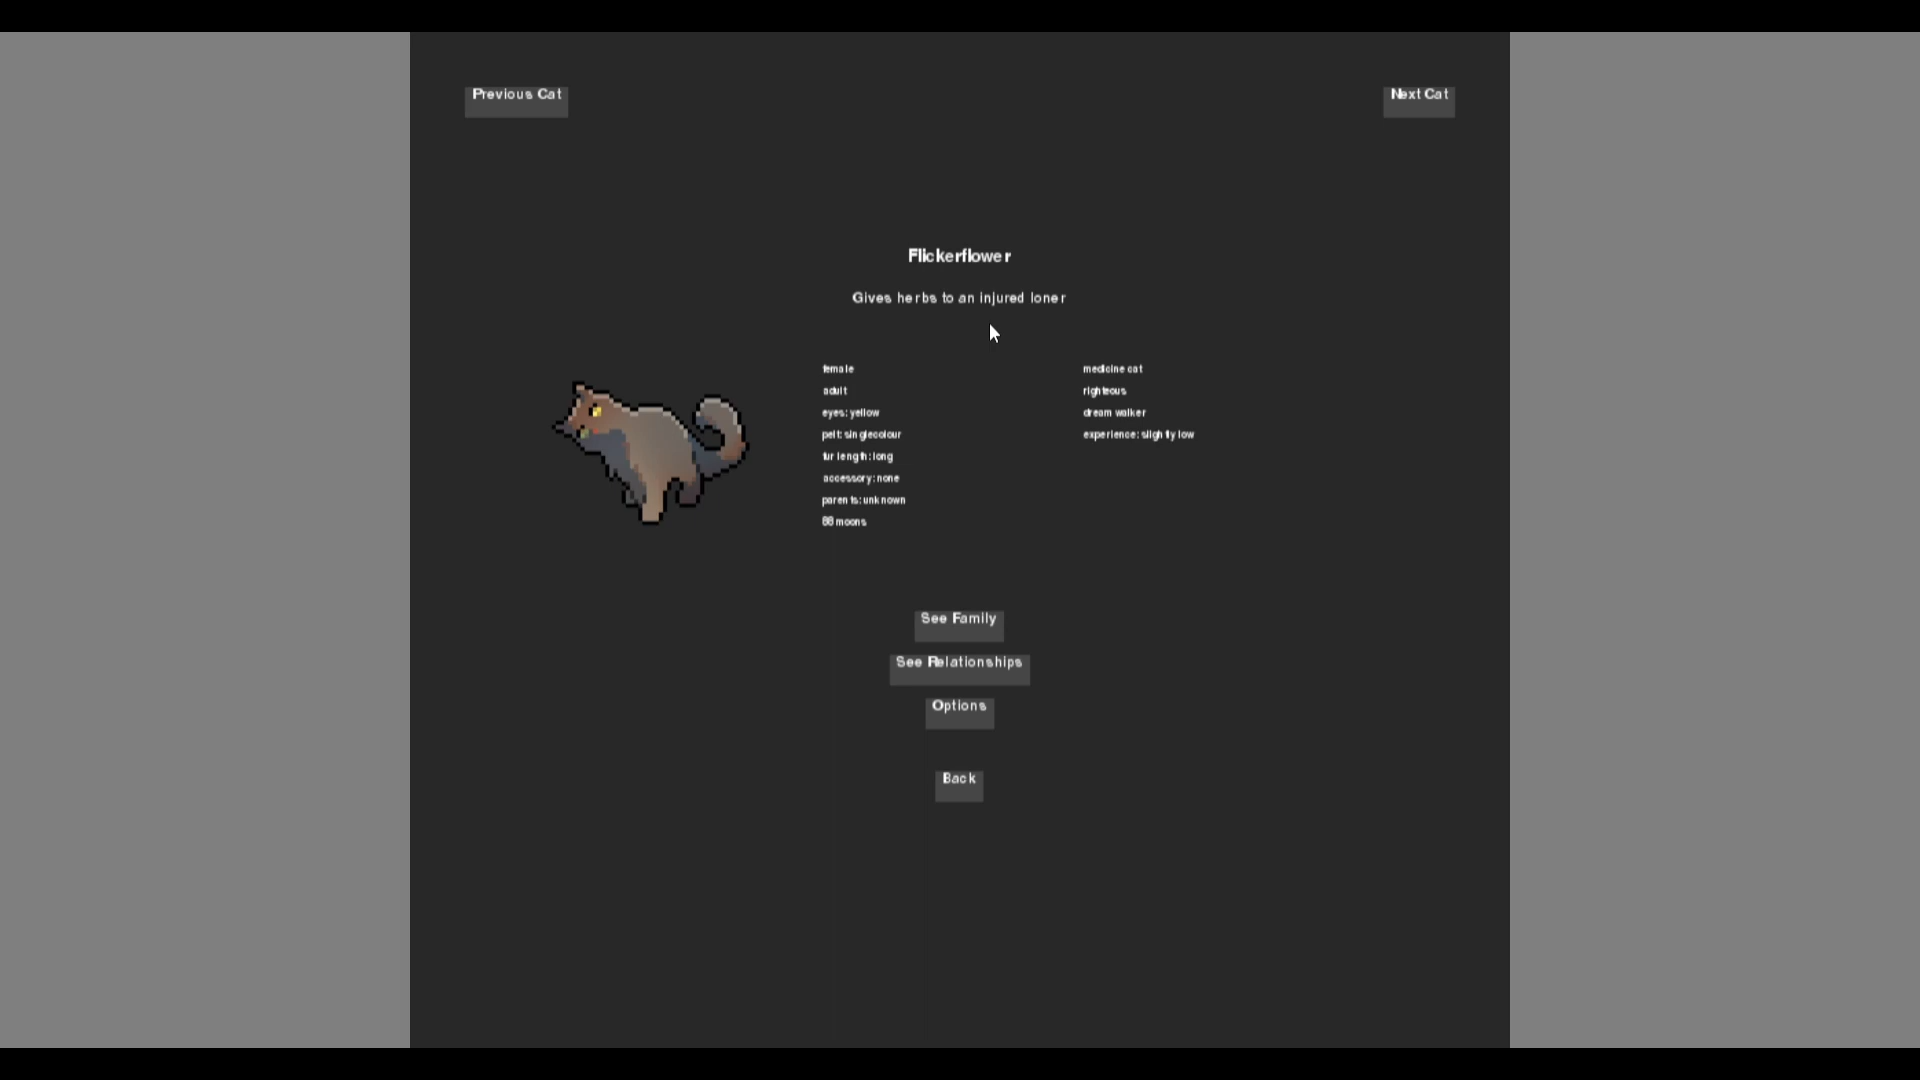 Previous Cat
Next Cat
Flickerflower
Gives herbs to an injured loner
female
adult
eyes: yellow
pelt: singlecolour
fur length: long
accessory: none
parents: unknown
moons
medicine cat
righteous
dream walker
experience: slightly low
See Family
See Relationships
Options
Back